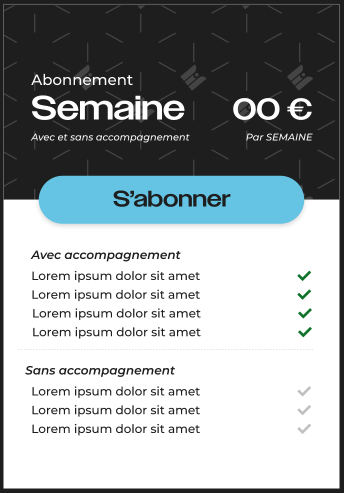 Abonnement
Semaine 00 €
Avec et sans accompagnement Par SEMAINE
S'abonner
Avec accompagnement
Lorem ipsum dolor sit amet
Lorem ipsum dolor sit amet
Lorem ipsum dolor sit amet
Lorem ipsum dolor sit amet
Sans accompagnement
Lorem ipsum dolor sit amet
Lorem ipsum dolor sit amet
Lorem ipsum dolor sit amet